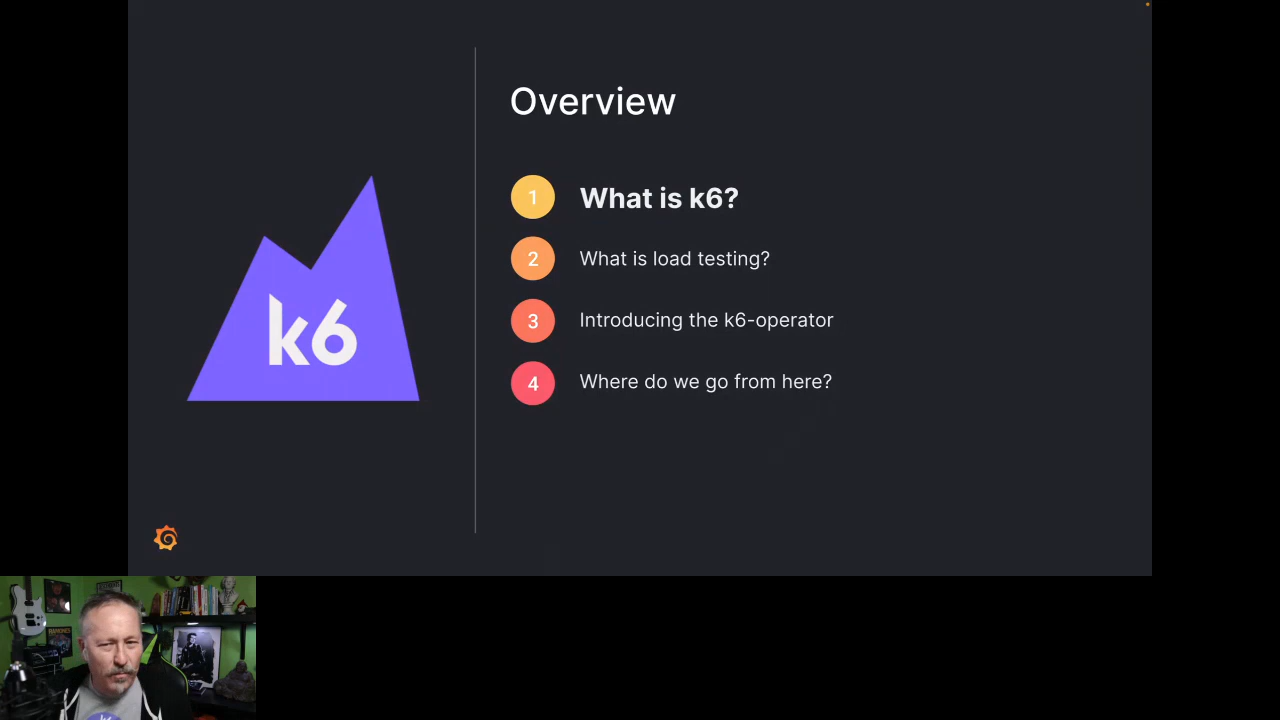 Overview
k6
1 What is k6?
2 What is load testing?
3 Introducing the k6-operator
4 Where do we go from here?
RAMONES